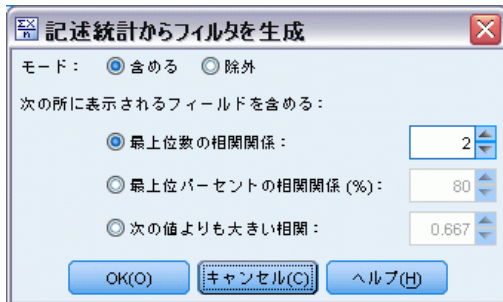 記述統計からフィルタを生成
モード： 含める 除外
次の所に表示されるフィールドを含める：
最上位数の相関関係： 2
最上位パーセントの相関関係 (%)： 80
次の値よりも大きい相関： 0.667
OK(O) キャンセル(C) ヘルプ(H)